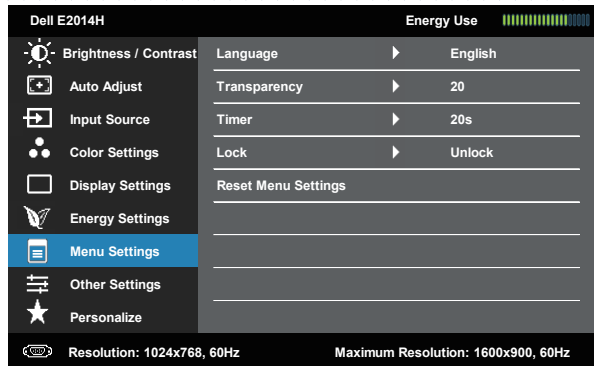 Dell E2014H Energy Use
Brightness / Contrast Language English
Auto Adjust Transparency 20
Input Source Timer 20s
Color Settings Lock Unlock
Display Settings Reset Menu Settings
Energy Settings
Menu Settings
Other Settings
Personalize
Resolution: 1024x768, 60Hz Maximum Resolution: 1600x900, 60Hz